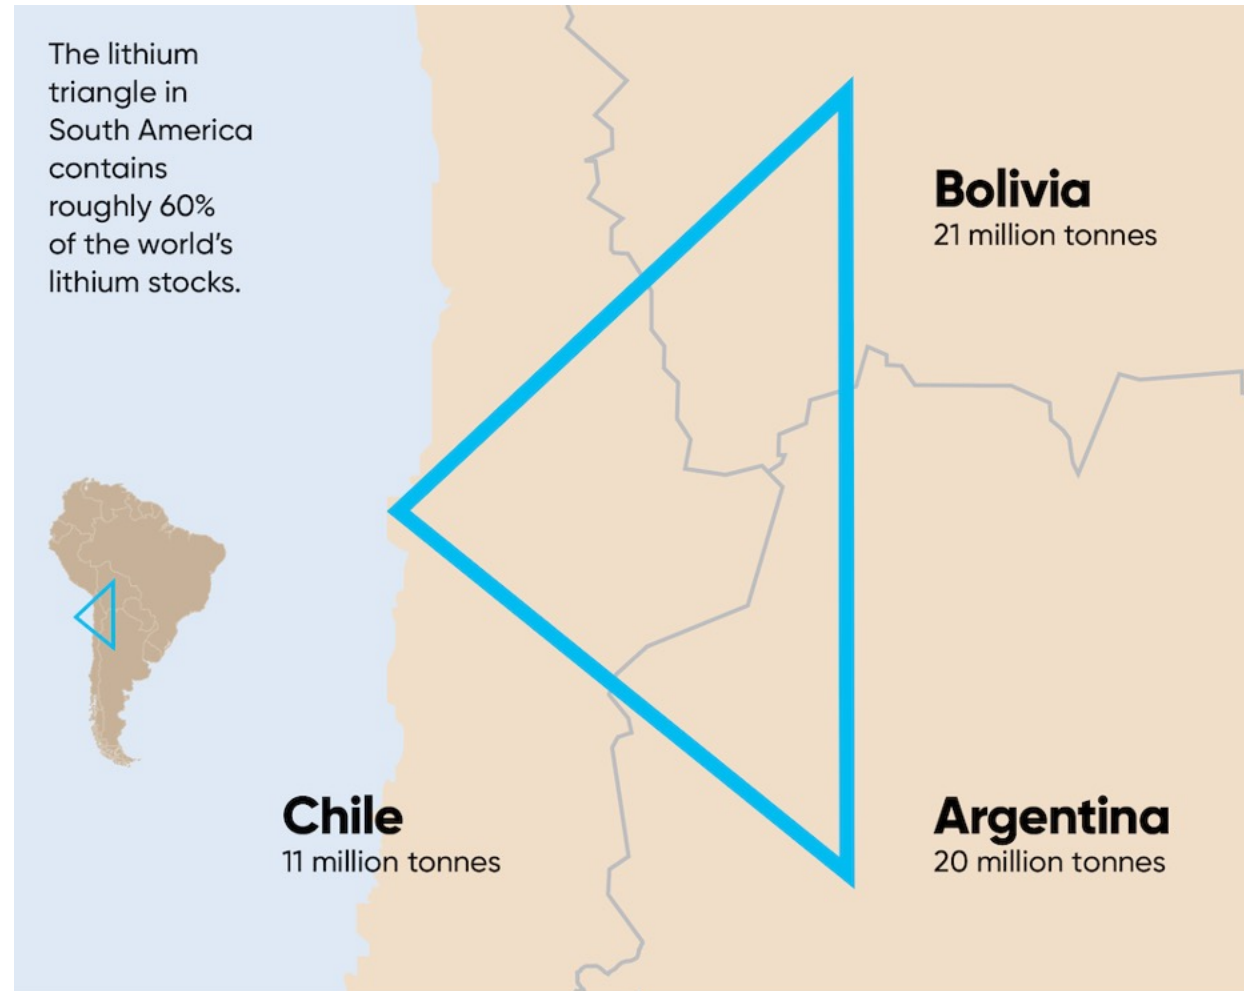 The lithium
triangle in
South America
contains
roughly 60%
of the world’s
lithium stocks.
Bolivia
21 million tonnes
Chile
11 million tonnes
Argentina
20 million tonnes